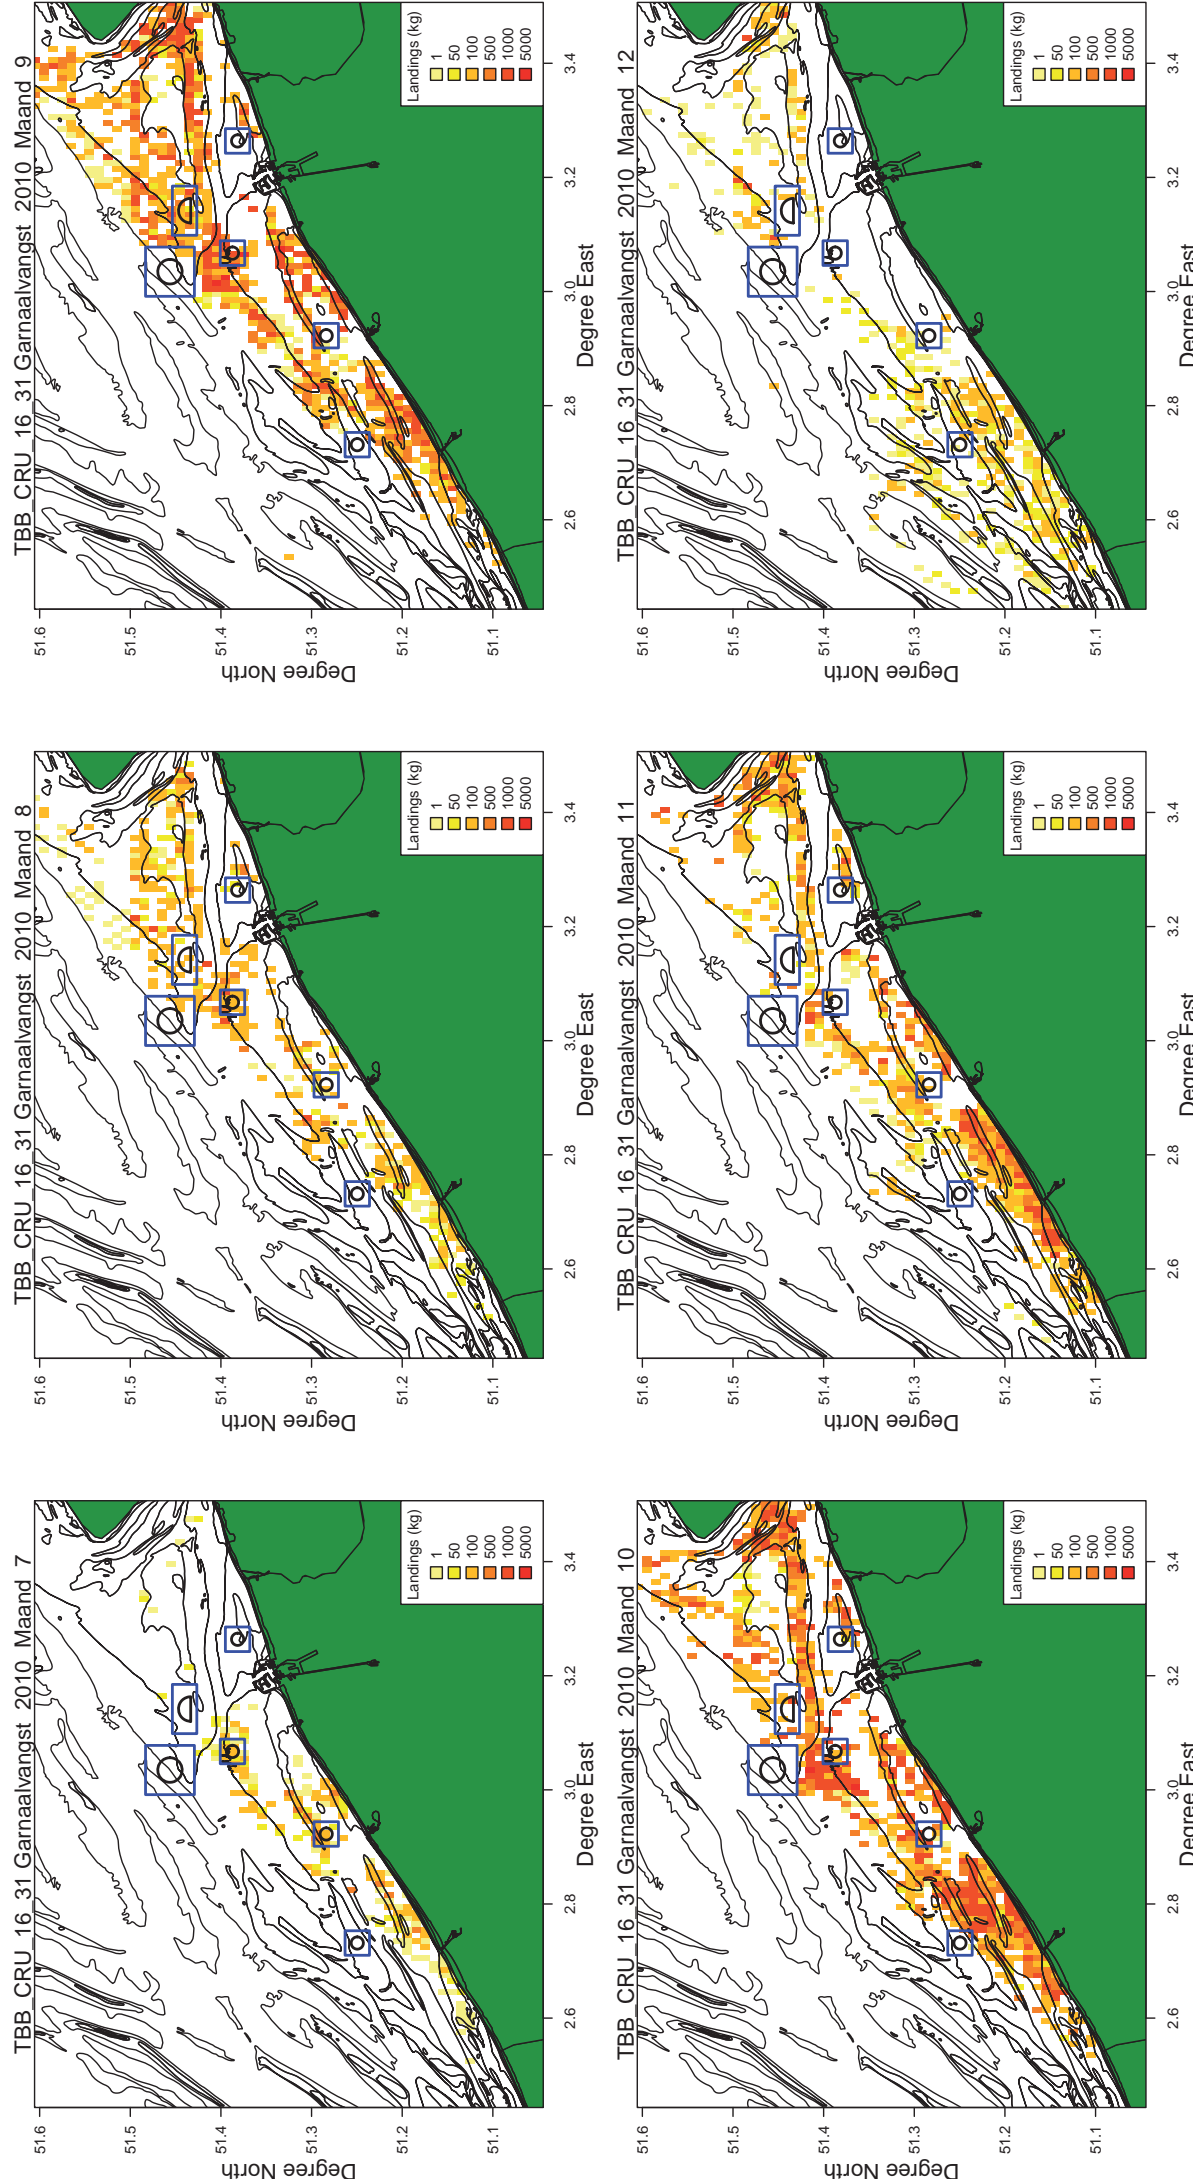 TBB_CRU_16_31 Garnaalvangst 2010 Maand 7
Degree North
51.6
51.5
51.4
51.3
51.2
51.1
Landings (kg)
1
50
100
500
1000
5000
2.6 2.8 3.0 3.2 3.4
Degree East
TBB_CRU_16_31 Garnaalvangst 2010 Maand 8
Degree North
51.6
51.5
51.4
51.3
51.2
51.1
Landings (kg)
1
50
100
500
1000
5000
2.6 2.8 3.0 3.2 3.4
Degree East
TBB_CRU_16_31 Garnaalvangst 2010 Maand 9
Degree North
51.6
51.5
51.4
51.3
51.2
51.1
Landings (kg)
1
50
100
500
1000
5000
2.6 2.8 3.0 3.2 3.4
Degree East
TBB_CRU_16_31 Garnaalvangst 2010 Maand 10
Degree North
51.6
51.5
51.4
51.3
51.2
51.1
Landings (kg)
1
50
100
500
1000
5000
2.6 2.8 3.0 3.2 3.4
Degree East
TBB_CRU_16_31 Garnaalvangst 2010 Maand 11
Degree North
51.6
51.5
51.4
51.3
51.2
51.1
Landings (kg)
1
50
100
500
1000
5000
2.6 2.8 3.0 3.2 3.4
Degree East
TBB_CRU_16_31 Garnaalvangst 2010 Maand 12
Degree North
51.6
51.5
51.4
51.3
51.2
51.1
Landings (kg)
1
50
100
500
1000
5000
2.6 2.8 3.0 3.2 3.4
Degree East